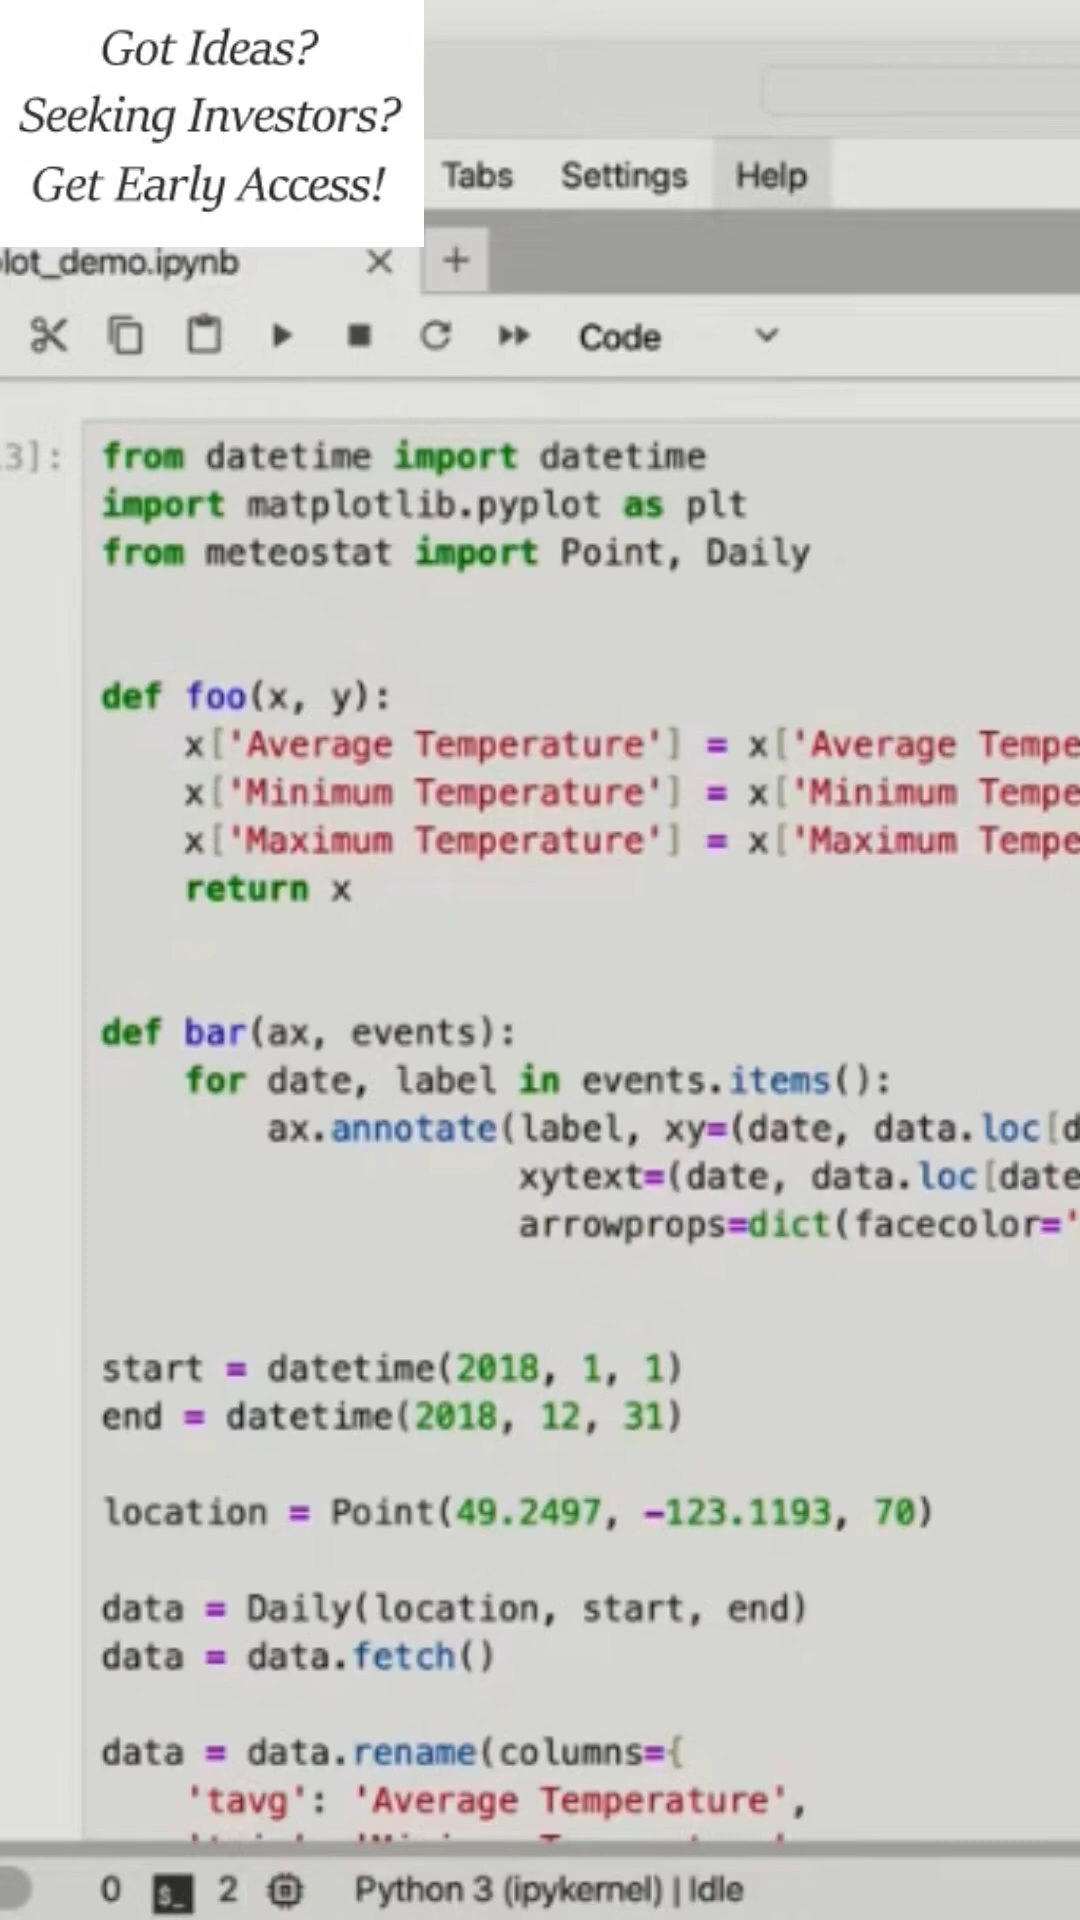 Got Ideas?
Seeking Investors?
Get Early Access!
Tabs Settings Help
lot_demo.ipynb
Code
3]:
from datetime import datetime
import matplotlib.pyplot as plt
from meteostat import Point, Daily
def foo(x, y):
x['Average Temperature'] = x['Average Tempe
x['Minimum Temperature'] = x['Minimum Tempe
x['Maximum Temperature'] = x['Maximum Tempe
return x
def bar(ax, events):
for date, label in events.items():
ax.annotate(label, xy=(date, data.loc[d
xytext=(date, data.loc[date
arrowprops=dict(facecolor='
start = datetime(2018, 1, 1)
end = datetime(2018, 12, 31)
location = Point(49.2497, -123.1193, 70)
data = Daily(location, start, end)
data = data.fetch()
data = data.rename(columns={
'tavg': 'Average Temperature',
0 $_ 2 Python 3 (ipykernel) | Idle